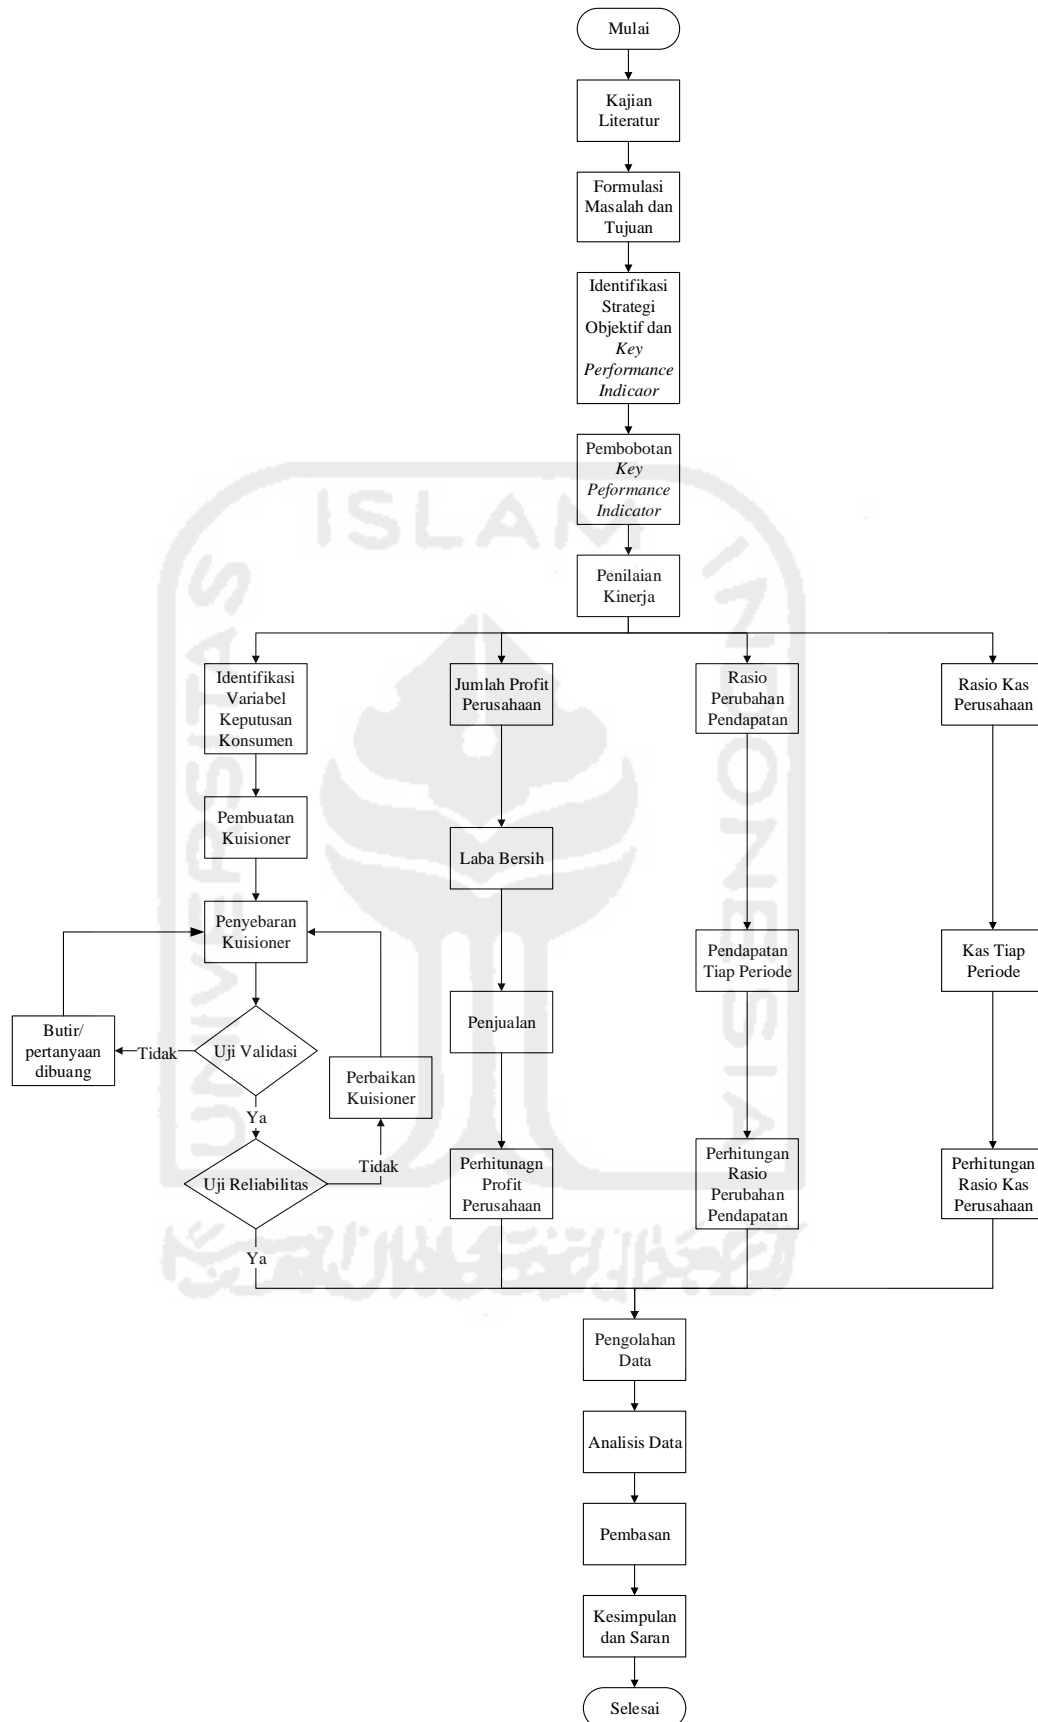 Mulai
Kajian
Literatur
Formulasi
Masalah dan
Tujuan
Identifikasi
Strategi
Objektif dan
Key
Performance
Indicaor
Pembobotan
Key
Peformance
Indicator
Penilaian
Kinerja
Identifikasi
Variabel
Keputusan
Konsumen
Pembuatan
Kuisioner
Penyebaran
Kuisioner
Uji Validasi
Tidak
Butir/
pertanyaan
dibuang
Ya
Uji Reliabilitas
Tidak
Perbaikan
Kuisioner
Ya
Jumlah Profit
Perusahaan
Laba Bersih
Penjualan
Perhitunagn
Profit
Perusahaan
Rasio
Perubahan
Pendapatan
Pendapatan
Tiap Periode
Perhitungan
Rasio
Perubahan
Pendapatan
Rasio Kas
Perusahaan
Kas Tiap
Periode
Perhitungan
Rasio Kas
Perusahaan
Pengolahan
Data
Analisis Data
Pembasan
Kesimpulan
dan Saran
Selesai
UNIVERSITAS
ISLAM
INDONESIA